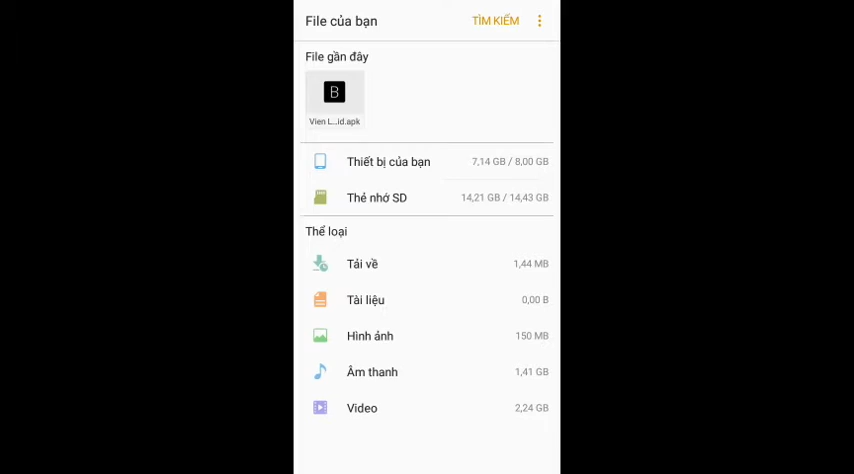 File của bạn TÌM KIẾM
File gần đây
B
Vien L...id.apk
Thiết bị của bạn 7,14 GB / 8,00 GB
Thẻ nhớ SD 14,21 GB / 14,43 GB
Thể loại
Tải về 1,44 MB
Tài liệu 0,00 B
Hình ảnh 150 MB
Âm thanh 1,41 GB
Video 2,24 GB